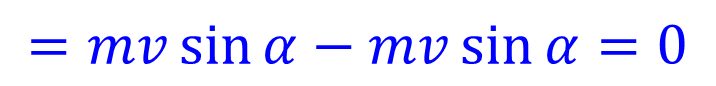 = 𝑚𝑣 sin 𝛼 − 𝑚𝑣 sin 𝛼 = 0